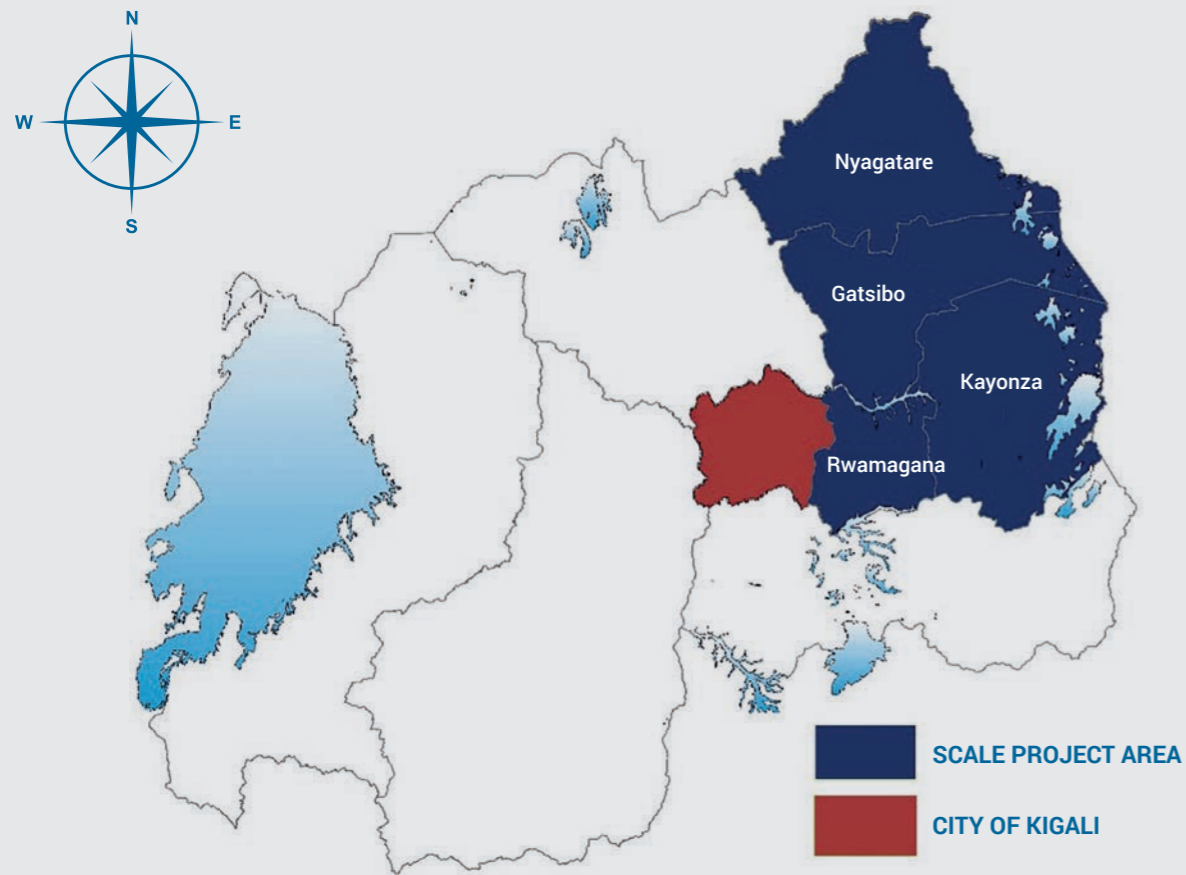 N
W
E
S
Nyagatare
Gatsibo
Kayonza
Rwamagana
SCALE PROJECT AREA
CITY OF KIGALI